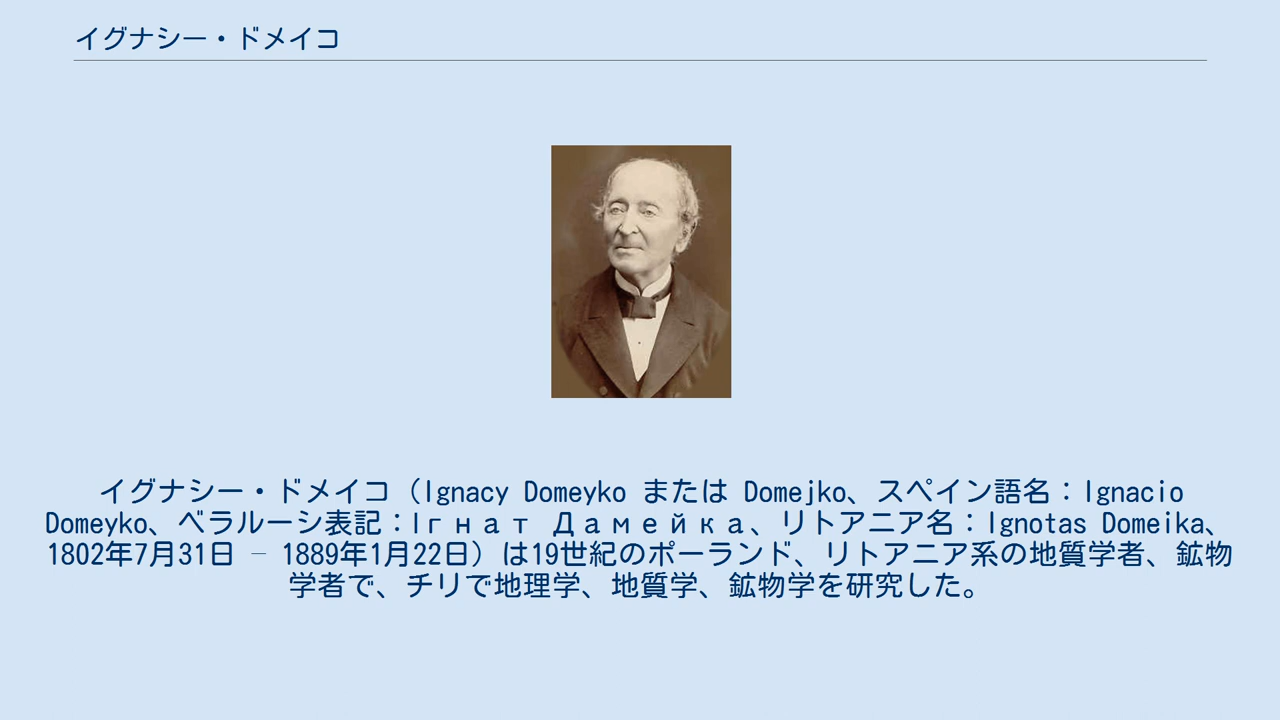 イグナシー・ドメイコ
イグナシー・ドメイコ（Ignacy Domeyko または Domejko、スペイン語名：Ignacio
Domeyko、ベラルーシ表記：Iгнат Дамейка、リトアニア名：Ignotas Domeika、
1802年7月31日 – 1889年1月22日）は19世紀のポーランド、リトアニア系の地質学者、鉱物
学者で、チリで地理学、地質学、鉱物学を研究した。